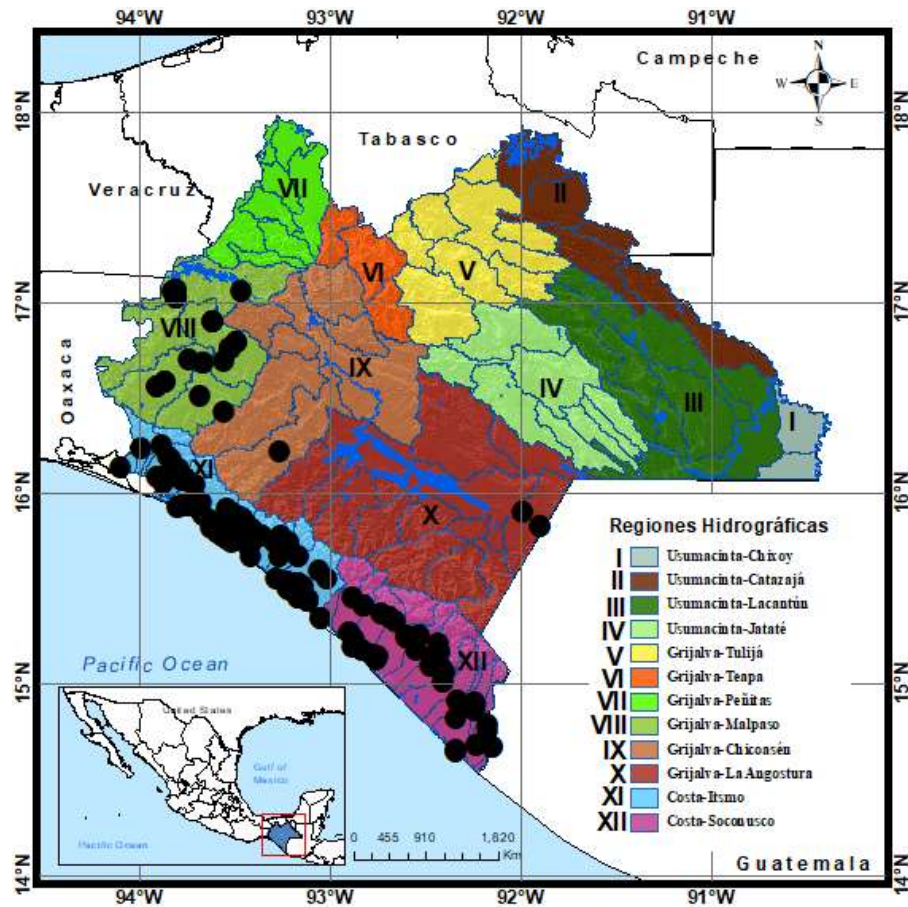 94°W 93°W 92°W 91°W
Campeche
N
W E
S
18°N 18°N
Tabasco
Veracruz
VII
II
VI
V
17°N 17°N
VIII
Oaxaca
IX
IV
III
I
XI
16°N 16°N
X
Regiones Hidrográficas
I Usumacinta-Chixoy
II Usumacinta-Catazajá
III Usumacinta-Lacantún
IV Usumacinta-Jataté
V Grijalva-Tulijá
VI Grijalva-Teapa
VII Grijalva-Peñitas
VIII Grijalva-Malpaso
IX Grijalva-Chicoasén
X Grijalva-La Angostura
XI Costa-Itsmo
XII Costa-Soconusco
XII
Pacific Ocean
15°N 15°N
United States
Gulf of
Mexico
Pacific Ocean
0 455 910 1,820
Km
Guatemala
14°N 14°N
94°W 93°W 92°W 91°W